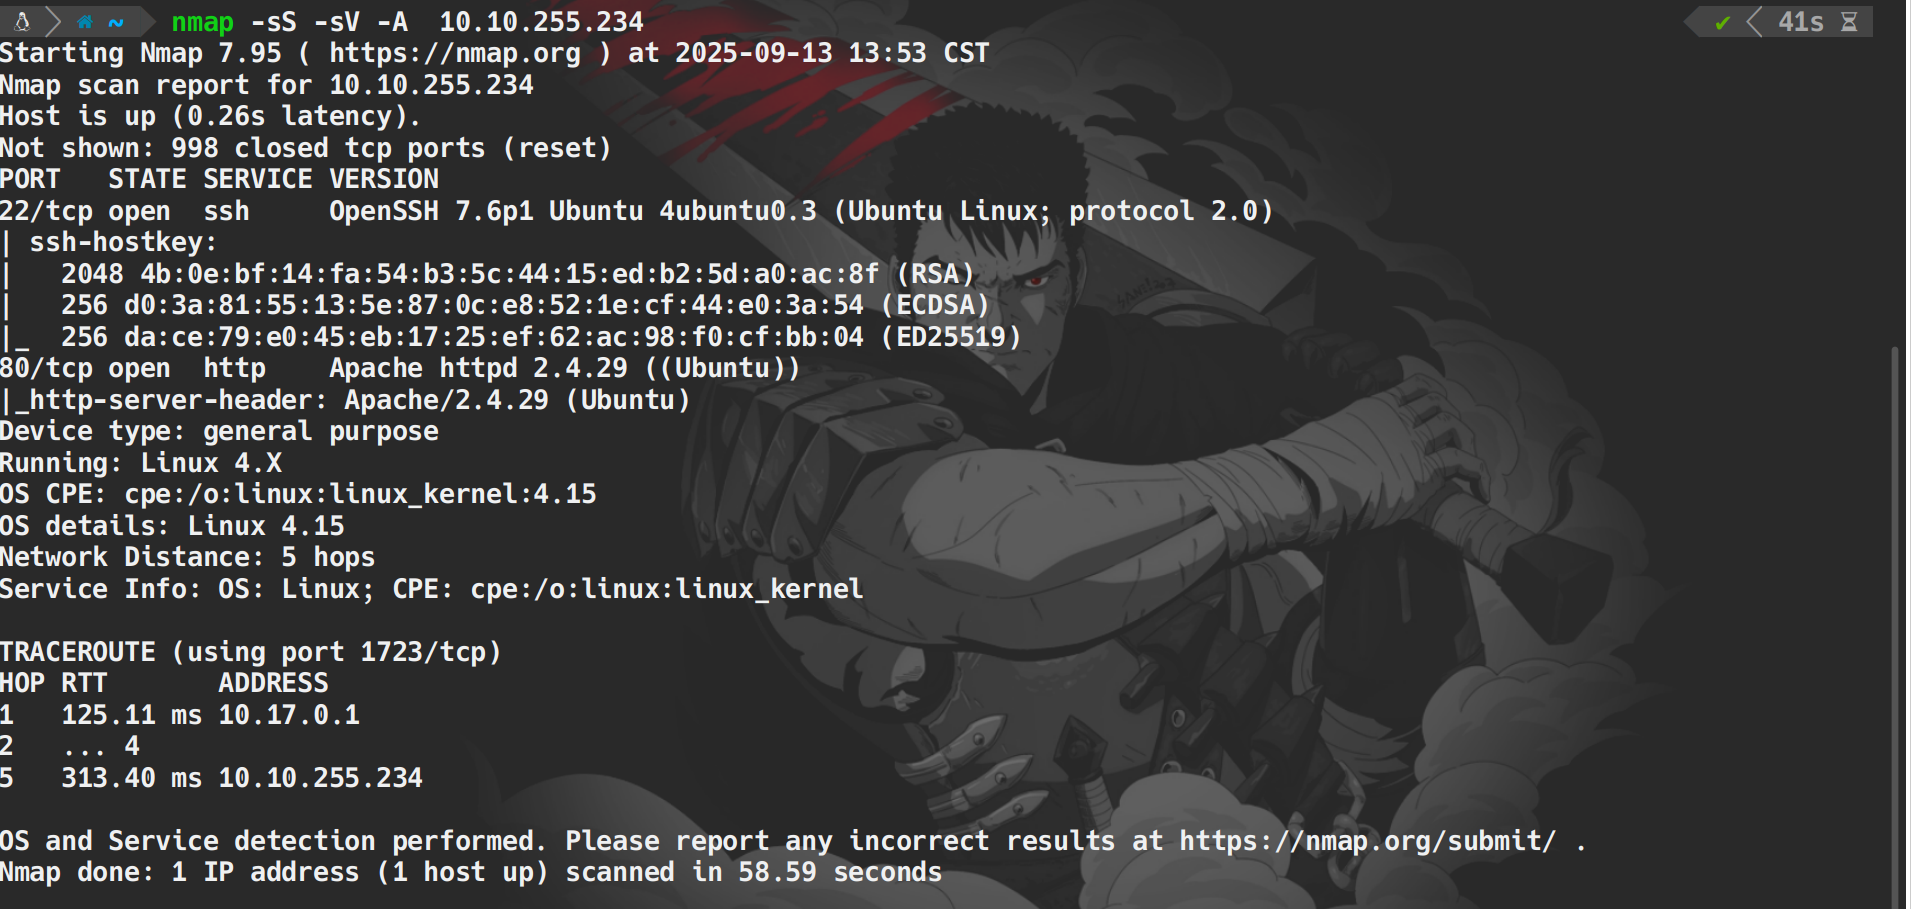 ~ nmap -sS -sV -A  10.10.255.234 ✔ 41s
Starting Nmap 7.95 ( https://nmap.org ) at 2025-09-13 13:53 CST
Nmap scan report for 10.10.255.234
Host is up (0.26s latency).
Not shown: 998 closed tcp ports (reset)
PORT   STATE SERVICE VERSION
22/tcp open  ssh     OpenSSH 7.6p1 Ubuntu 4ubuntu0.3 (Ubuntu Linux; protocol 2.0)
| ssh-hostkey:
|   2048 4b:0e:bf:14:fa:54:b3:5c:44:15:ed:b2:5d:a0:ac:8f (RSA)
|   256 d0:3a:81:55:13:5e:87:0c:e8:52:1e:cf:44:e0:3a:54 (ECDSA)
|_  256 da:ce:79:e0:45:eb:17:25:ef:62:ac:98:f0:cf:bb:04 (ED25519)
80/tcp open  http    Apache httpd 2.4.29 ((Ubuntu))
|_http-server-header: Apache/2.4.29 (Ubuntu)
Device type: general purpose
Running: Linux 4.X
OS CPE: cpe:/o:linux:linux_kernel:4.15
OS details: Linux 4.15
Network Distance: 5 hops
Service Info: OS: Linux; CPE: cpe:/o:linux:linux_kernel
TRACEROUTE (using port 1723/tcp)
HOP RTT       ADDRESS
1   125.11 ms 10.17.0.1
2   ... 4
5   313.40 ms 10.10.255.234
OS and Service detection performed. Please report any incorrect results at https://nmap.org/submit/ .
Nmap done: 1 IP address (1 host up) scanned in 58.59 seconds